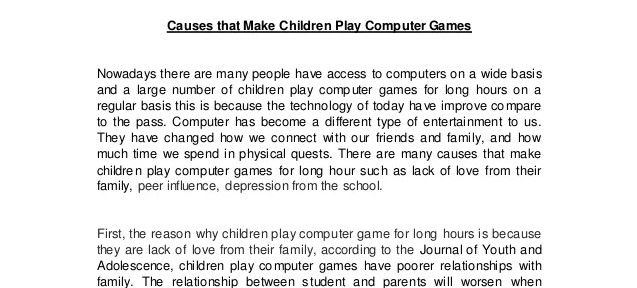 Causes that Make Children Play Computer Games
Nowadays there are many people have access to computers on a wide basis
and a large number of children play computer games for long hours on a
regular basis this is because the technology of today have improve compare
to the pass. Computer has become a different type of entertainment to us.
They have changed how we connect with our friends and family, and how
much time we spend in physical quests. There are many causes that make
children play computer games for long hour such as lack of love from their
family, peer influence, depression from the school.
First, the reason why children play computer game for long hours is because
they are lack of love from their family, according to the Journal of Youth and
Adolescence, children play computer games have poorer relationships with
family. The relationship between student and parents will worsen when